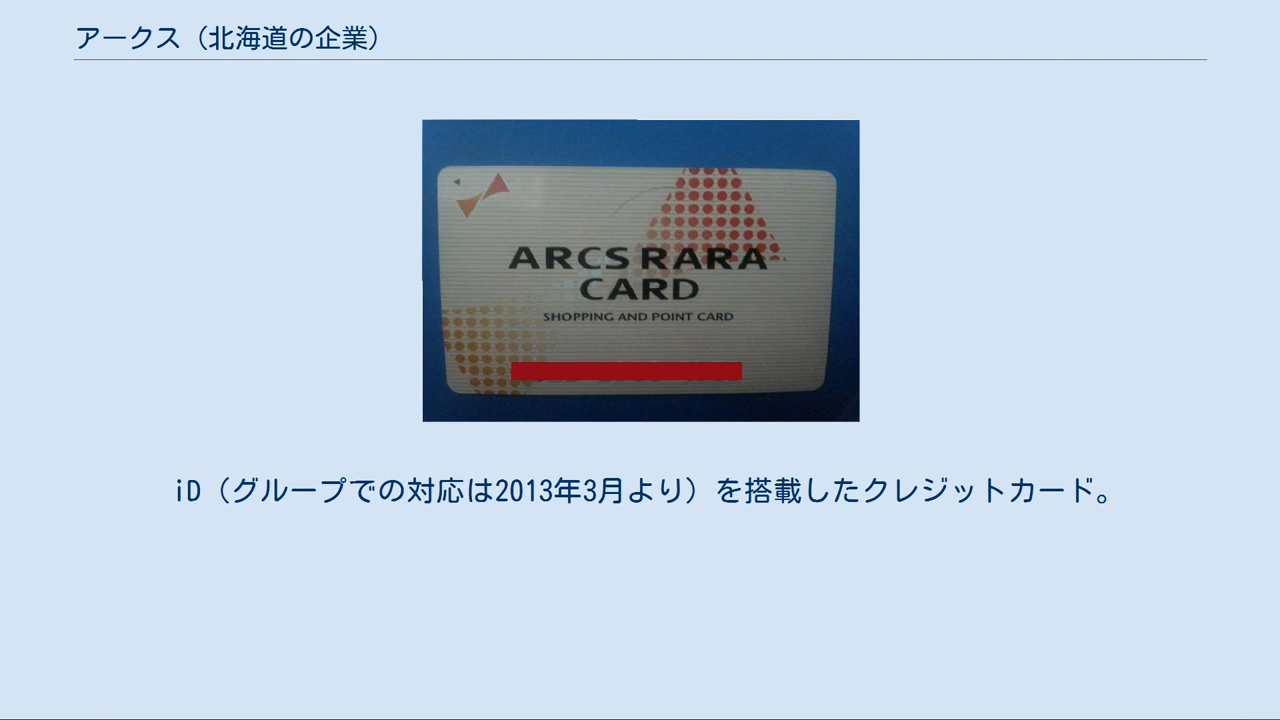 アークス（北海道の企業）
ARCS RARA
CARD
SHOPPING AND POINT CARD
iD（グループでの対応は2013年3月より）を搭載したクレジットカード。